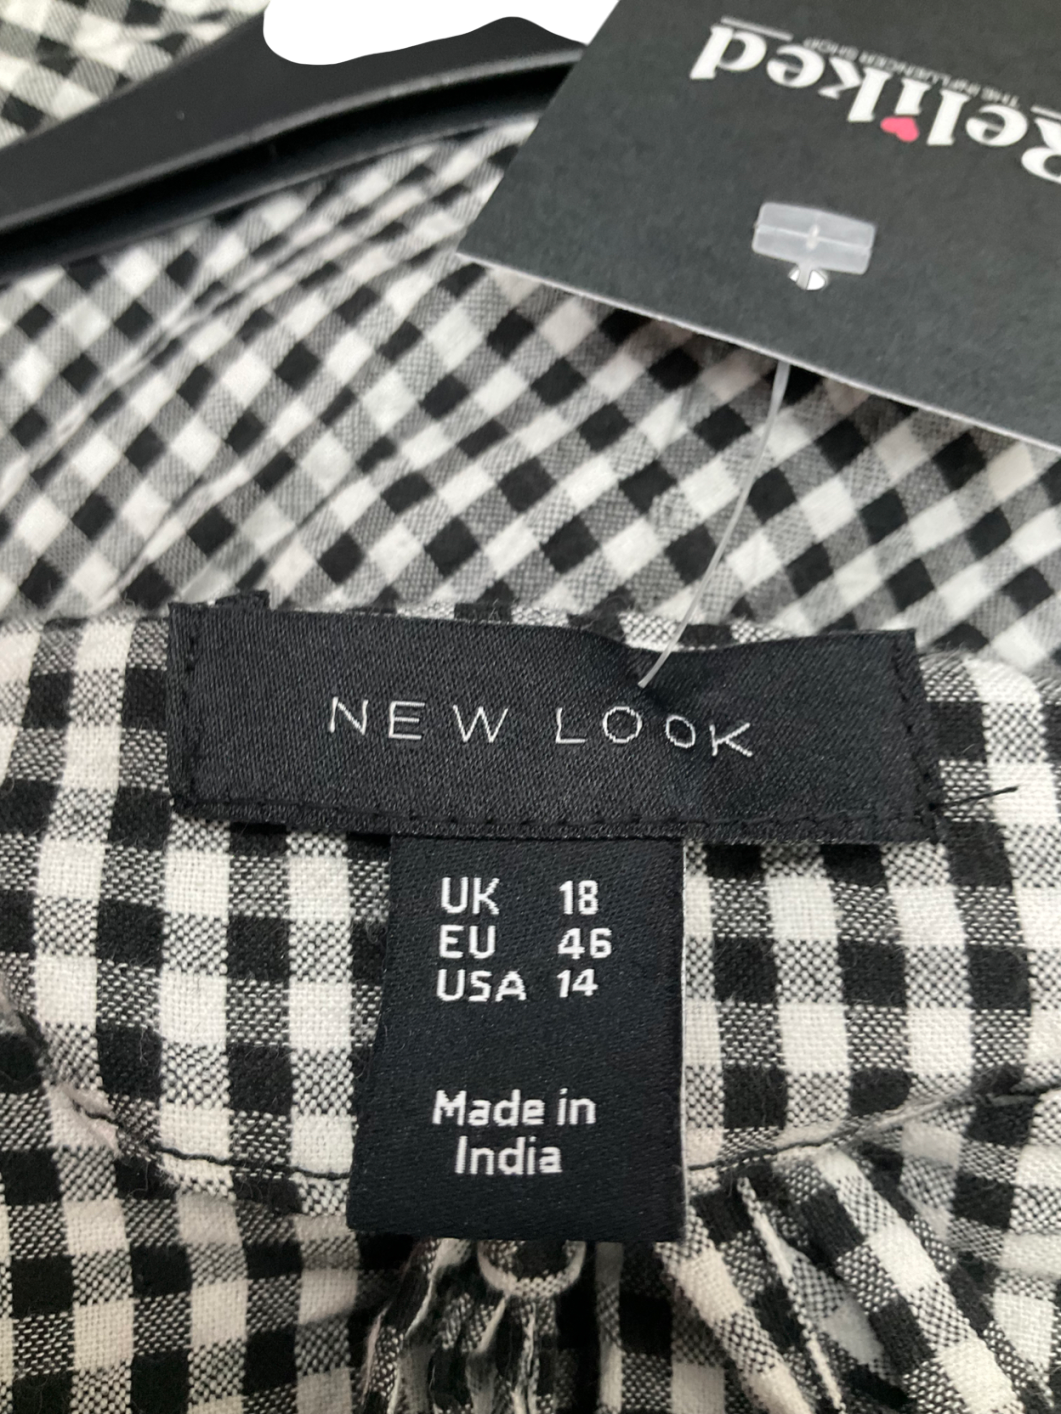 Reliked
THE INFLUENCER SHOP
NEW LOOK
UK 18
EU 46
USA 14
Made in
India